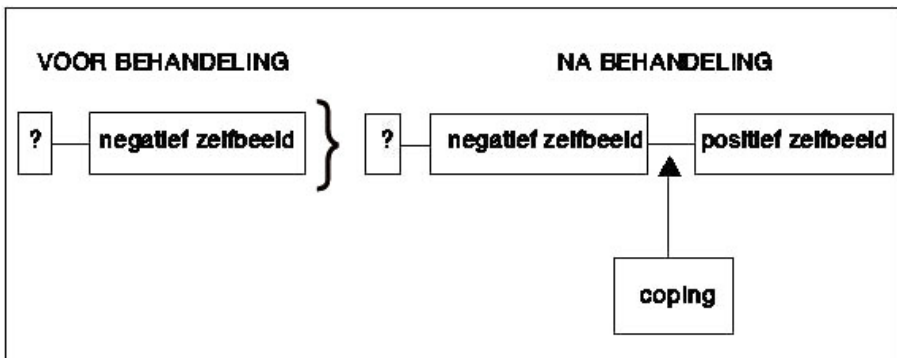 VOOR BEHANDELING
NA BEHANDELING
?
negatief zelfbeeld
}
?
negatief zelfbeeld
positief zelfbeeld
coping